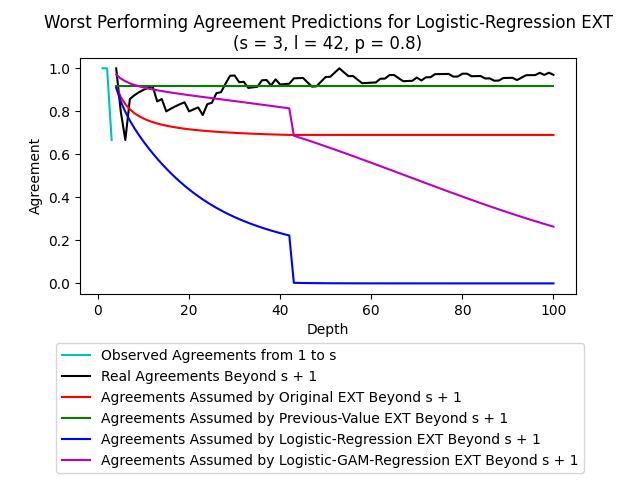 Worst Performing Agreement Predictions for Logistic-Regression EXT
(s = 3, l = 42, p = 0.8)
1.0
0.8
0.6
0.4
0.2
0.0
Agreement
0 20 40 60 80 100
Depth
Observed Agreements from 1 to s
Real Agreements Beyond s + 1
Agreements Assumed by Original EXT Beyond s + 1
Agreements Assumed by Previous-Value EXT Beyond s + 1
Agreements Assumed by Logistic-Regression EXT Beyond s + 1
Agreements Assumed by Logistic-GAM-Regression EXT Beyond s + 1